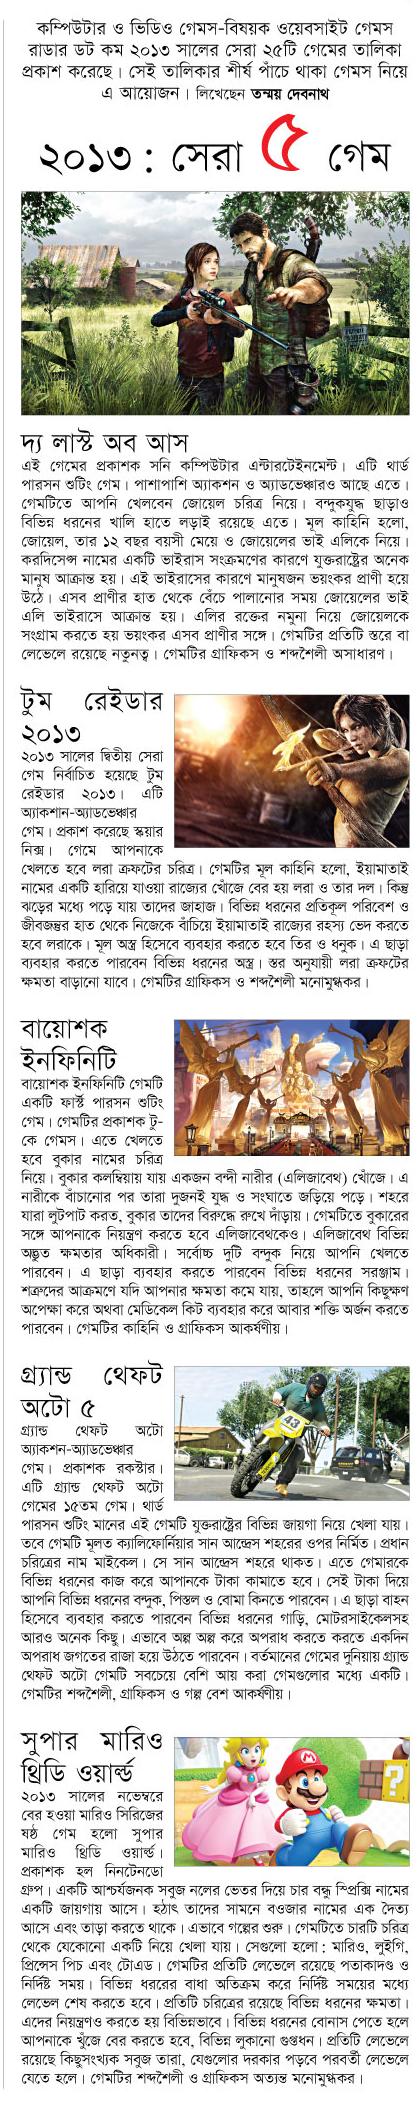 কম্পিউটার ও ভিডিও গেমস-বিষয়ক ওয়েবসাইট গেমস
রাডার ডট কম ২০১৩ সালের সেরা ২৫টি গেমের তালিকা
প্রকাশ করেছে। সেই তালিকার শীর্ষ পাঁচে থাকা গেমস নিয়ে
এ আয়োজন। লিখেছেন তন্ময় দেবনাথ
২০১৩ : সেরা ৫ গেম
দ্য লাস্ট অব আস
এই গেমের প্রকাশক সনি কম্পিউটার এন্টারটেইনমেন্ট। এটি থার্ড
পারসন শুটিং গেম। পাশাপাশি অ্যাকশন ও অ্যাডভেঞ্চারও আছে এতে।
গেমটিতে আপনি খেলবেন জোয়েল চরিত্র নিয়ে। বন্দুকযুদ্ধ ছাড়াও
বিভিন্ন ধরনের খালি হাতে লড়াই রয়েছে এতে। মূল কাহিনি হলো,
জোয়েল, তার ১২ বছর বয়সী মেয়ে ও জোয়েলের ভাই এলিকে নিয়ে।
করদিসেপ্স নামের একটি ভাইরাস সংক্রমণের কারণে যুক্তরাষ্ট্রের অনেক
মানুষ আক্রান্ত হয়। এই ভাইরাসের কারণে মানুষজন ভয়ংকর প্রাণী হয়ে
উঠে। এসব প্রাণীর হাত থেকে বেঁচে পালানোর সময় জোয়েলের ভাই
এলি ভাইরাসে আক্রান্ত হয়। এলির রক্তের নমুনা নিয়ে জোয়েলকে
সংগ্রাম করতে হয় ভয়ংকর এসব প্রাণীর সঙ্গে। গেমটির প্রতিটি স্তরে বা
লেভেলে রয়েছে নতুনত্ব। গেমটির গ্রাফিকস ও শব্দশৈলী অসাধারণ।
টুম রেইডার
২০১৩
২০১৩ সালের দ্বিতীয় সেরা
গেম নির্বাচিত হয়েছে টুম
রেইডার ২০১৩। এটি
অ্যাকশান-অ্যাডভেঞ্চার
গেম। প্রকাশ করেছে স্কয়ার
নিক্স। গেমে আপনাকে
খেলতে হবে লরা ক্রফটের চরিত্র। গেমটির মূল কাহিনি হলো, ইয়ামাতাই
নামের একটি হারিয়ে যাওয়া রাজ্যের খোঁজে বের হয় লরা ও তার দল। কিন্তু
ঝড়ের মধ্যে পড়ে যায় তাদের জাহাজ। বিভিন্ন ধরনের প্রতিকূল পরিবেশ ও
জীবজন্তুর হাত থেকে নিজেকে বাঁচিয়ে ইয়ামাতাই রাজ্যের রহস্য ভেদ করতে
হবে লরাকে। মূল অস্ত্র হিসেবে ব্যবহার করতে হবে তির ও ধনুক। এ ছাড়া
ব্যবহার করতে পারবেন বিভিন্ন ধরনের অস্ত্র। স্তর অনুযায়ী লরা ক্রফটের
ক্ষমতা বাড়ানো যাবে। গেমটির গ্রাফিকস ও শব্দশৈলী মনোমুগ্ধকর।
বায়োশক
ইনফিনিটি
বায়োশক ইনফিনিটি গেমটি
একটি ফার্স্ট পারসন শুটিং
গেম। গেমটির প্রকাশক টু-
কে গেমস। এতে খেলতে
হবে বুকার নামের চরিত্র
নিয়ে। বুকার কলম্বিয়ায় যায় একজন বন্দী নারীর (এলিজাবেথ) খোঁজে। এ
নারীকে বাঁচানোর পর তারা দুজনই যুদ্ধ ও সংঘাতে জড়িয়ে পড়ে। শহরে
যারা লুটপাট করত, বুকার তাদের বিরুদ্ধে রুখে দাঁড়ায়। গেমটিতে বুকারের
সঙ্গে আপনাকে নিয়ন্ত্রণ করতে হবে এলিজাবেথকেও। এলিজাবেথ বিভিন্ন
অদ্ভুত ক্ষমতার অধিকারী। সর্বোচ্চ দুটি বন্দুক নিয়ে আপনি খেলতে
পারবেন। এ ছাড়া ব্যবহার করতে পারবেন বিভিন্ন ধরনের সরঞ্জাম।
শত্রুদের আক্রমণে যদি আপনার ক্ষমতা কমে যায়, তাহলে আপনি কিছুক্ষণ
অপেক্ষা করে অথবা মেডিকেল কিট ব্যবহার করে আবার শক্তি অর্জন করতে
পারবেন। গেমটির কাহিনি ও গ্রাফিকস আকর্ষণীয়।
গ্র্যান্ড থেফট
অটো ৫
43
গ্র্যান্ড থেফট অটো
অ্যাকশন-অ্যাডভেঞ্চার
গেম। প্রকাশক রকস্টার।
এটি গ্র্যান্ড থেফট অটো
গেমের ১৫তম গেম। থার্ড
পারসন শুটিং মানের এই গেমটি যুক্তরাষ্ট্রের বিভিন্ন জায়গা নিয়ে খেলা যায়।
তবে গেমটি মূলত ক্যালিফোর্নিয়ার সান আন্দ্রেস শহরের ওপর নির্মিত। প্রধান
চরিত্রের নাম মাইকেল। সে সান আন্দ্রেস শহরে থাকত। এতে গেমারকে
বিভিন্ন ধরনের কাজ করে আপানকে টাকা কামাতে হবে। সেই টাকা দিয়ে
আপনি বিভিন্ন ধরনের বন্দুক, পিস্তল ও বোমা কিনতে পারবেন। এ ছাড়া বাহন
হিসেবে ব্যবহার করতে পারবেন বিভিন্ন ধরনের গাড়ি, মোটরসাইকেলসহ
আরও অনেক কিছু। এভাবে অল্প অল্প করে অপরাধ করতে করতে একদিন
অপরাধ জগতের রাজা হয়ে উঠতে পারবেন। বর্তমানের গেমের দুনিয়ায় গ্র্যান্ড
থেফট অটো গেমটি সবচেয়ে বেশি আয় করা গেমগুলোর মধ্যে একটি।
গেমটির শব্দশৈলী, গ্রাফিকস ও গল্প বেশ আকর্ষণীয়।
সুপার মারিও
থ্রিডি ওয়ার্ল্ড
২০১৩ সালের নভেম্বরে
বের হওয়া মারিও সিরিজের
ষষ্ঠ গেম হলো সুপার
মারিও থ্রিডি ওয়ার্ল্ড।
প্রকাশক হল নিনটেনডো
গ্রুপ। একটি আশ্চর্যজনক সবুজ নলের ভেতর দিয়ে চার বন্ধু স্প্রিক্সি নামের
একটি জায়গায় আসে। হঠাৎ তাদের সামনে বওজার নামের এক দৈত্য
আসে এবং তাড়া করতে থাকে। এভাবে গল্পের শুরু। গেমটিতে চারটি চরিত্র
থেকে যেকোনো একটি নিয়ে খেলা যায়। সেগুলো হলো : মারিও, লুইগি,
প্রিন্সেস পিচ এবং টোএড। গেমটির প্রতিটি লেভেলে রয়েছে পতাকাদণ্ড ও
নির্দিষ্ট সময়। বিভিন্ন ধরবের বাধা অতিক্রম করে নির্দিষ্ট সময়ের মধ্যে
লেভেল শেষ করতে হবে। প্রতিটি চরিত্রের রয়েছে বিভিন্ন ধরনের ক্ষমতা।
এদের নিয়ন্ত্রণও করতে হয় বিভিন্নভাবে। বিভিন্ন ধরনের বোনাস পেতে হলে
আপনাকে খুঁজে বের করতে হবে, বিভিন্ন লুকানো গুপ্তধন। প্রতিটি লেভেলে
রয়েছে কিছুসংখ্যক সবুজ তারা, যেগুলোর দরকার পড়বে পরবর্তী লেভেলে
যেতে হলে। গেমটির শব্দশৈলী ও গ্রাফিকস অত্যন্ত মনোমুগ্ধকর।